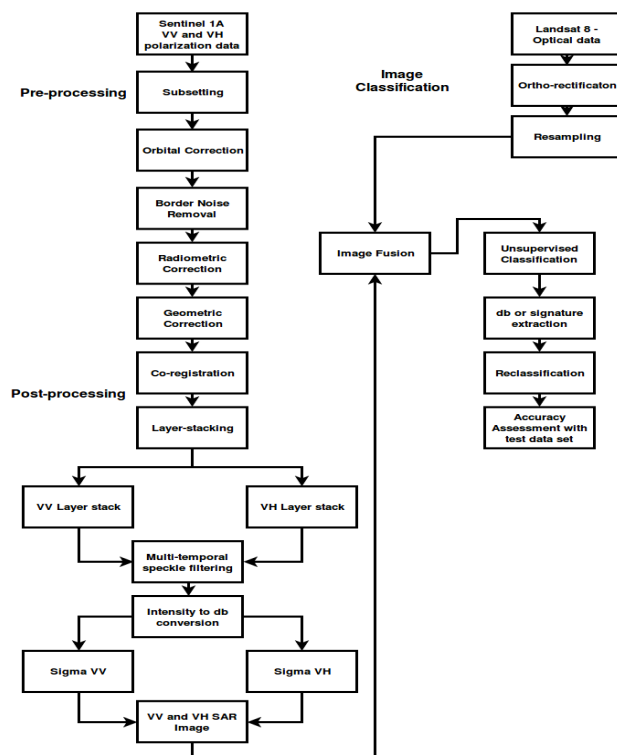 Sentinel 1A
VV and VH
polarization data
Pre-processing
Subsetting
Orbital Correction
Border Noise
Removal
Radiometric
Correction
Geometric
Correction
Co-registration
Post-processing
Layer-stacking
VV Layer stack
VH Layer stack
Multi-temporal
speckle filtering
Intensity to db
conversion
Sigma VV
Sigma VH
VV and VH SAR
Image
Image
Classification
Landsat 8 -
Optical data
Ortho-rectificaton
Resampling
Image Fusion
Unsupervised
Classification
db or signature
extraction
Reclassification
Accuracy
Assessment with
test data set